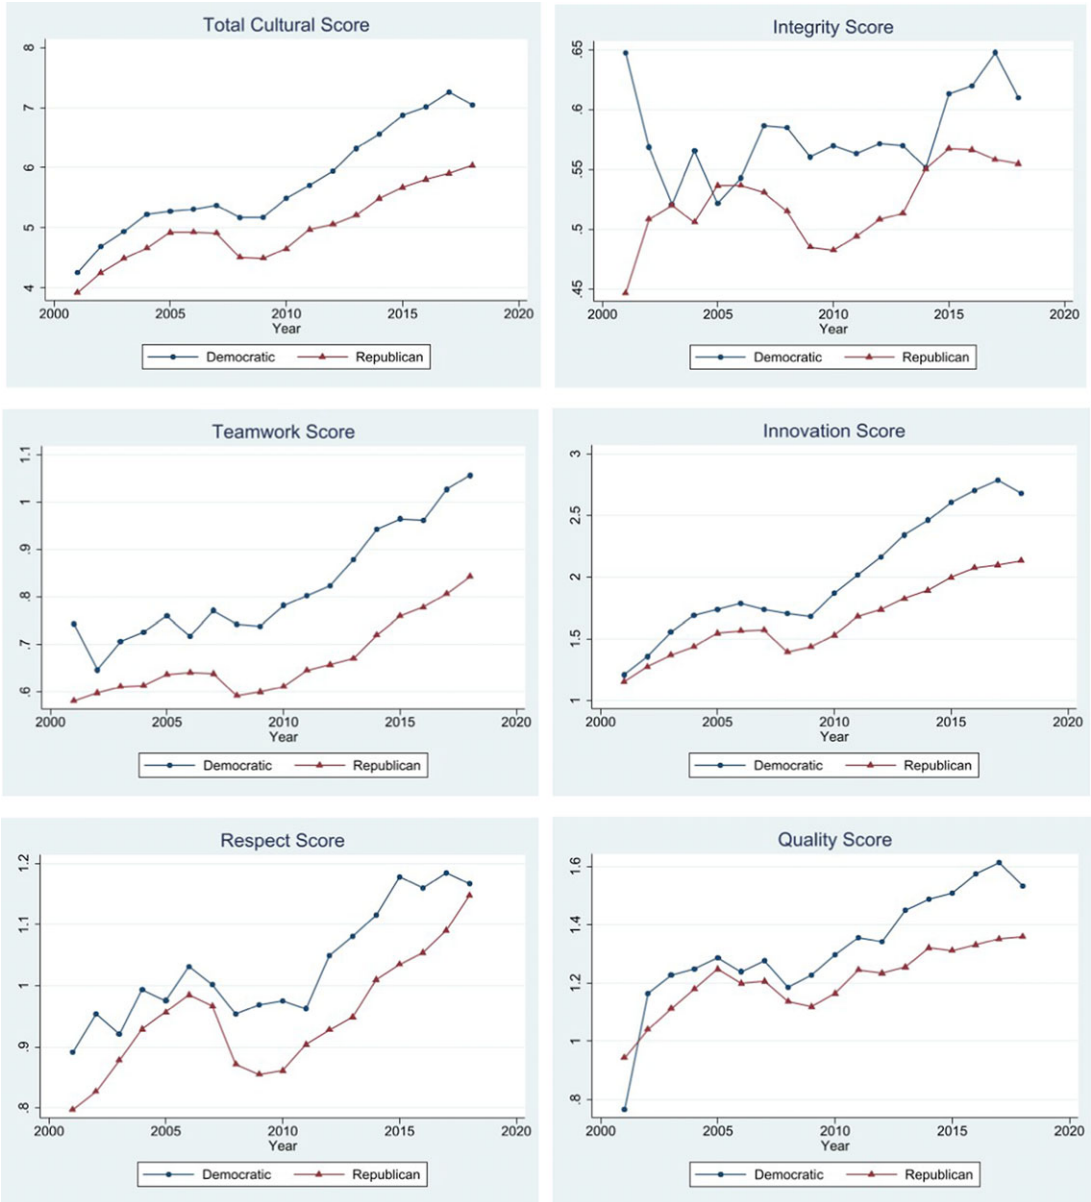 Total Cultural Score
8
7
6
5
4
2000 2005 2010 2015 2020
Year
Democratic Republican
Integrity Score
.65
.6
.55
.5
.45
2000 2005 2010 2015 2020
Year
Democratic Republican
Teamwork Score
1.1
1
.9
.8
.7
.6
2000 2005 2010 2015 2020
Year
Democratic Republican
Innovation Score
3
2.5
2
1.5
1
2000 2005 2010 2015 2020
Year
Democratic Republican
Respect Score
1.2
1.1
1
.9
.8
2000 2005 2010 2015 2020
Year
Democratic Republican
Quality Score
1.6
1.4
1.2
1
.8
2000 2005 2010 2015 2020
Year
Democratic Republican